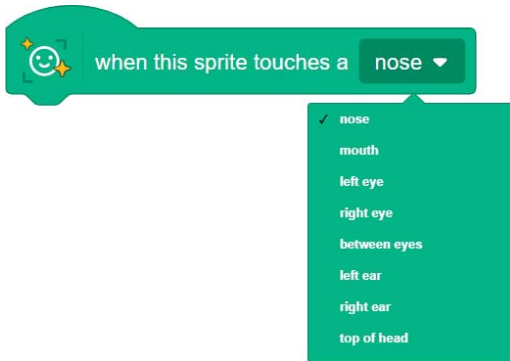 when this sprite touches a nose
nose
mouth
left eye
right eye
between eyes
left ear
right ear
top of head